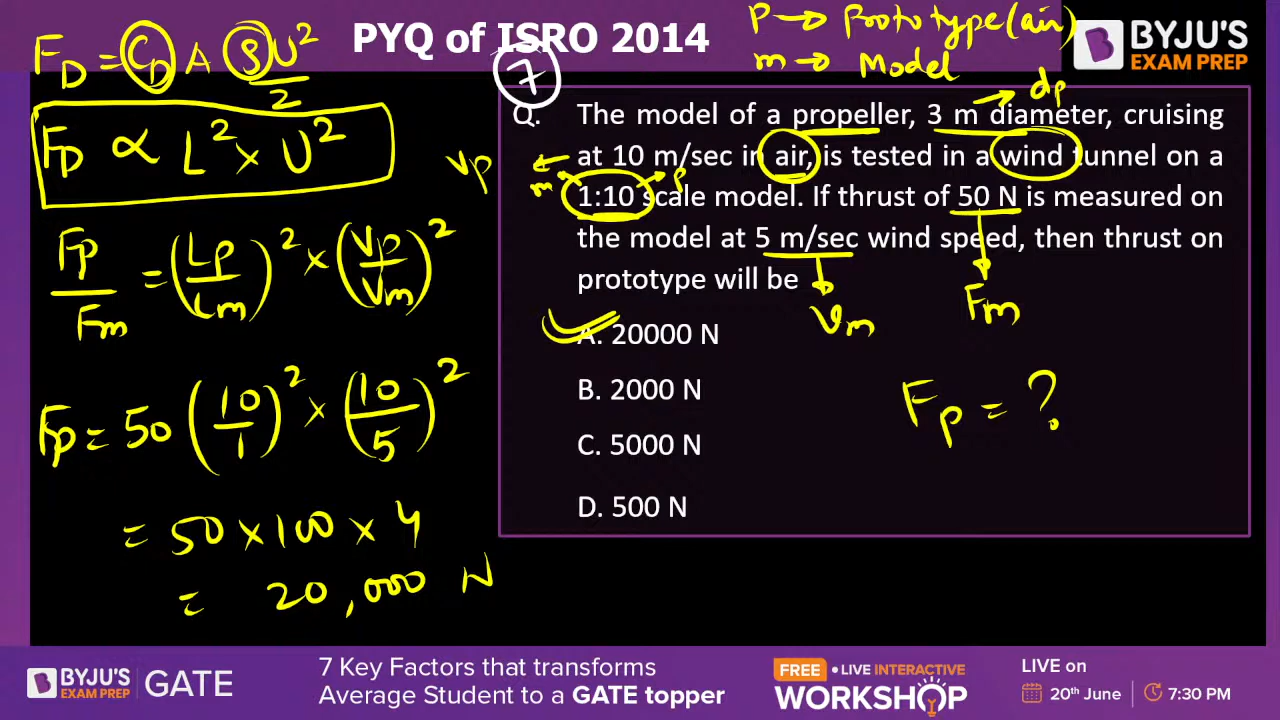 PYQ of ISRO 2014
BYJU'S
EXAM PREP
P → Prototype (air)
m → Model
F_D = C_D A ρU²/2
F_D ∝ L² × U²
Fp/Fm = (Lp/Lm)² × (Vp/Vm)²
Fp = 50 (10/1)² × (10/5)²
= 50 × 100 × 4
= 20,000 N
7
→ dp
Q. The model of a propeller, 3 m diameter, cruising
at 10 m/sec in air, is tested in a wind tunnel on a
1:10 scale model. If thrust of 50 N is measured on
the model at 5 m/sec wind speed, then thrust on
prototype will be
Vp
m
P
Vm
Fm
A. 20000 N
B. 2000 N
C. 5000 N
D. 500 N
Fp = ?
BYJU'S
EXAM PREP
GATE
7 Key Factors that transforms
Average Student to a GATE topper
FREE • LIVE INTERACTIVE
WORKSHOP
LIVE on
20th June
7:30 PM